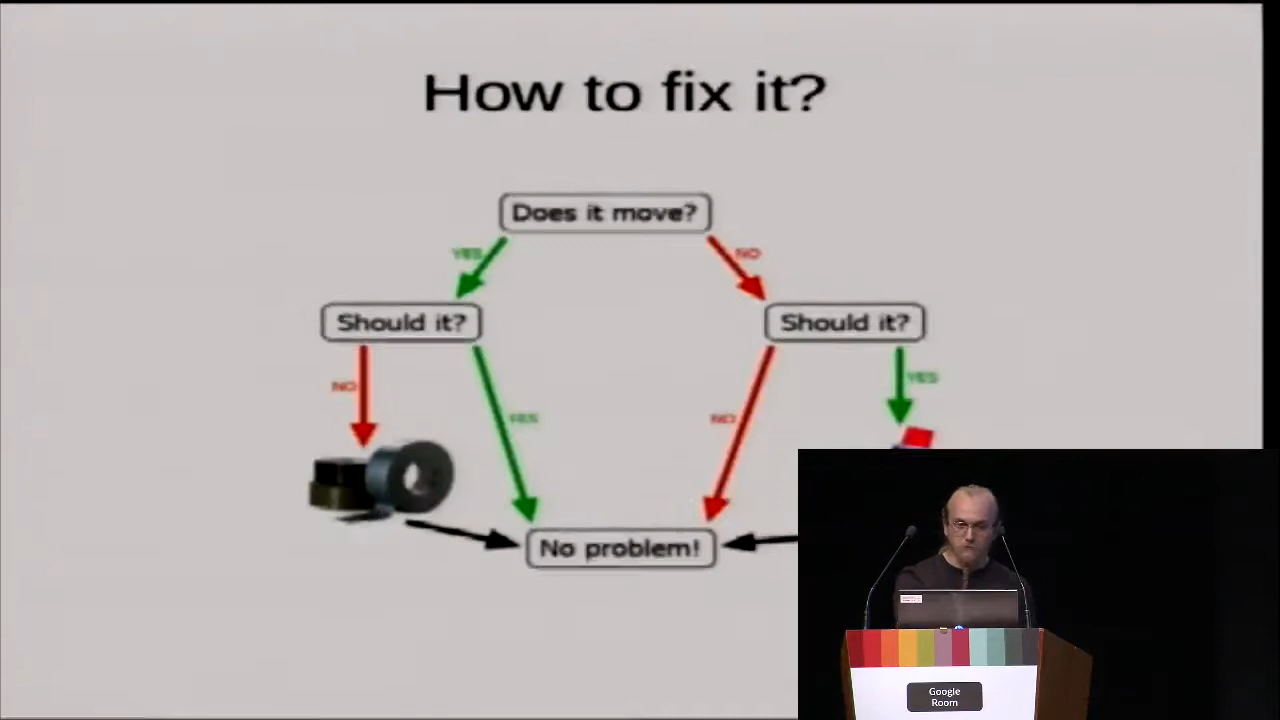 How to fix it?
Does it move?
YES
NO
Should it?
Should it?
NO
YES
YES
NO
No problem!
Google
Room